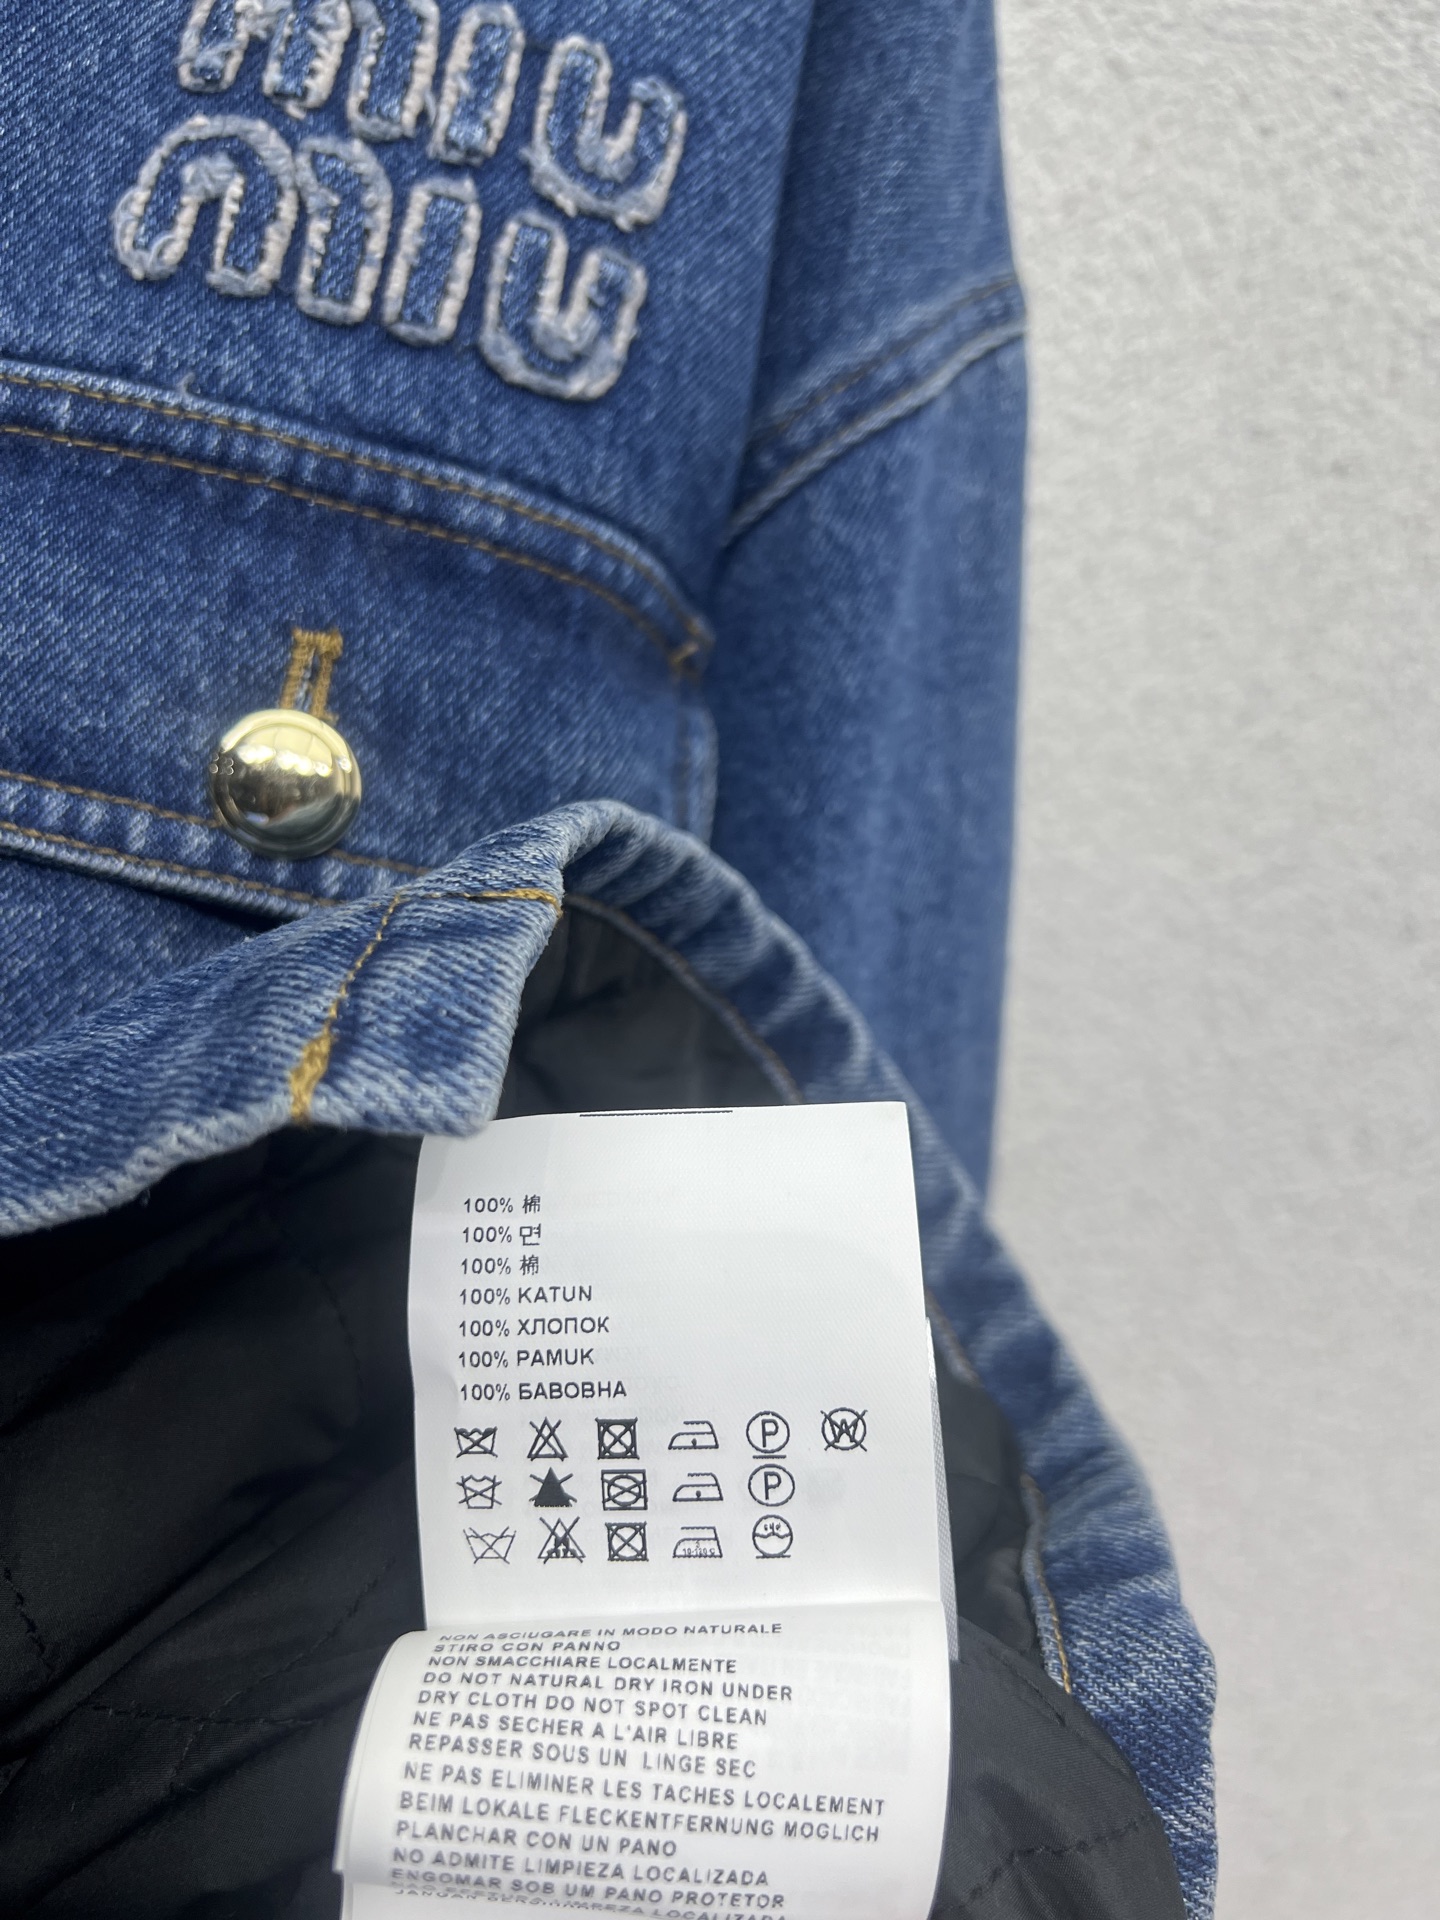 miu
miu
100% 棉
100% 면
100% 棉
100% KATUN
100% ХЛОПОК
100% PAMUK
100% БАВОВНА
P W
P
NON ASCIUGARE IN MODO NATURALE
STIRO CON PANNO
NON SMACCHIARE LOCALMENTE
DO NOT NATURAL DRY IRON UNDER
DRY CLOTH DO NOT SPOT CLEAN
NE PAS SECHER A L'AIR LIBRE
REPASSER SOUS UN LINGE SEC
NE PAS ELIMINER LES TACHES LOCALEMENT
BEIM LOKALE FLECKENTFERNUNG MOGLICH
PLANCHAR CON UN PANO
NO ADMITE LIMPIEZA LOCALIZADA
ENGOMAR SOB UM PANO PROTETOR
LOCALIZADA